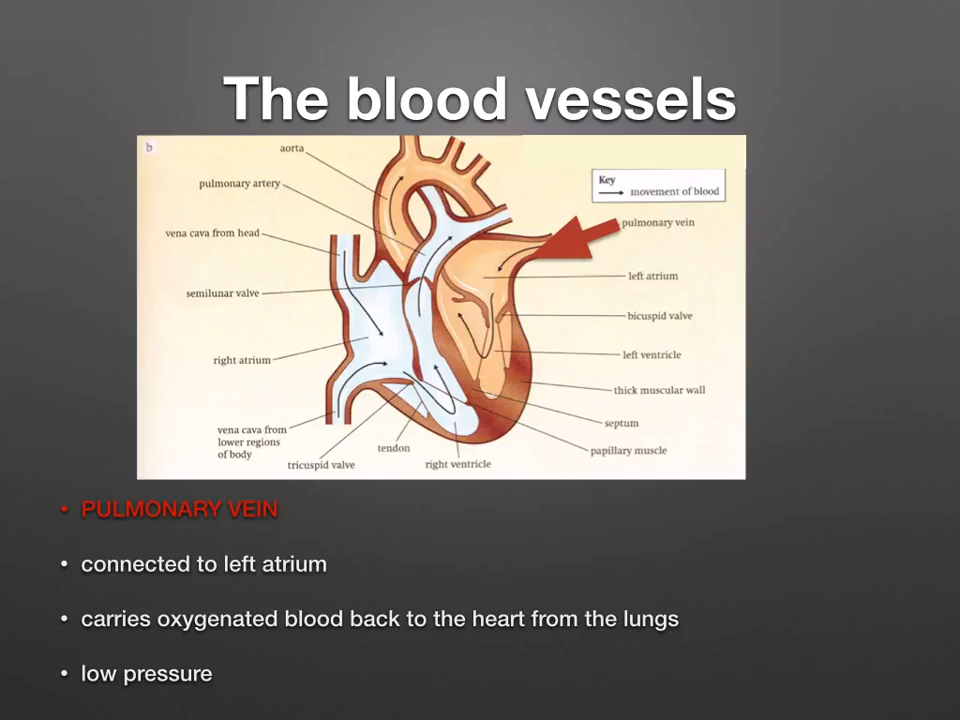 The blood vessels
b
aorta
Key
pulmonary artery
movement of blood
pulmonary vein
vena cava from head
left atrium
semilunar valve
bicuspid valve
left ventricle
right atrium
thick muscular wall
septum
vena cava from
lower regions
of body
tendon
papillary muscle
tricuspid valve
right ventricle
• PULMONARY VEIN
• connected to left atrium
• carries oxygenated blood back to the heart from the lungs
• low pressure